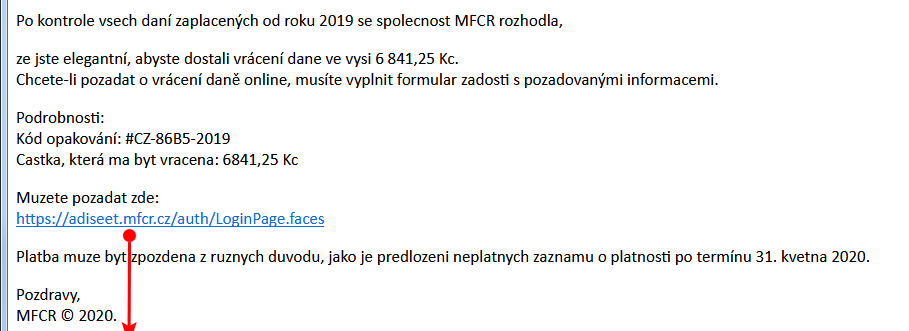 Po kontrole vsech daní zaplacených od roku 2019 se spolecnost MFCR rozhodla,
ze jste elegantní, abyste dostali vrácení dane ve vysi 6 841,25 Kc.
Chcete-li pozadat o vrácení daně online, musíte vyplnit formular zadosti s pozadovanými informacemi.
Podrobnosti:
Kód opakování: #CZ-86B5-2019
Castka, která ma byt vracena: 6841,25 Kc
Muzete pozadat zde:
https://adiseet.mfcr.cz/auth/LoginPage.faces
Platba muze byt zpozdena z ruznych duvodu, jako je predlozeni neplatnych zaznamu o platnosti po termínu 31. kvetna 2020.
Pozdravy,
MFCR © 2020.